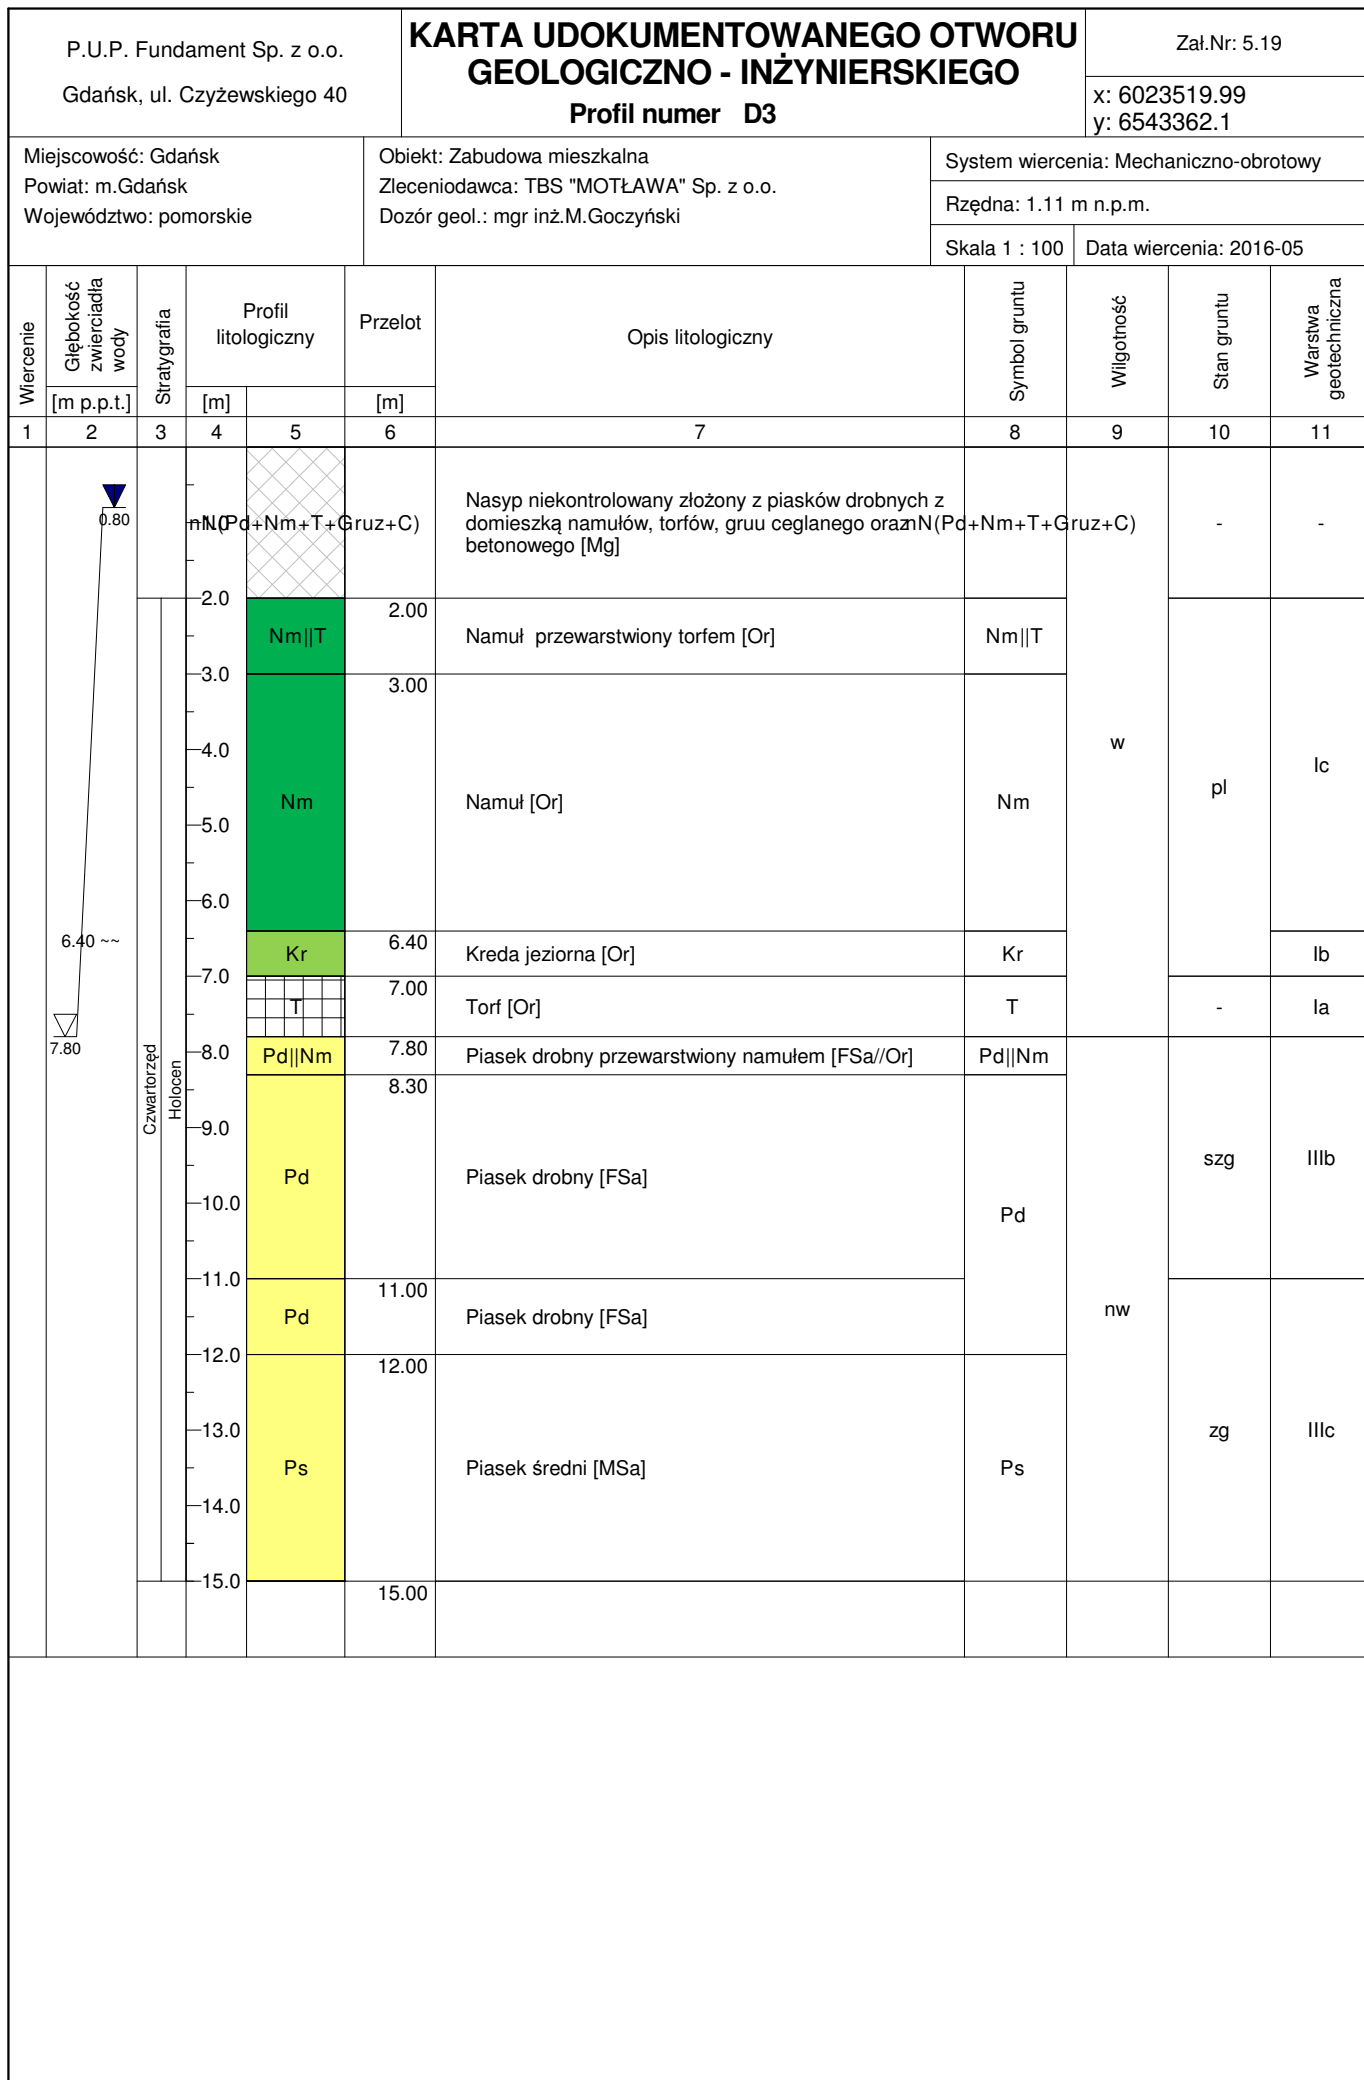 P.U.P. Fundament Sp. z o.o.
Gdańsk, ul. Czyżewskiego 40
KARTA UDOKUMENTOWANEGO OTWORU
GEOLOGICZNO - INŻYNIERSKIEGO
Profil numer D3
Zał.Nr: 5.19
x: 6023519.99
y: 6543362.1
Miejscowość: Gdańsk
Powiat: m.Gdańsk
Województwo: pomorskie
Obiekt: Zabudowa mieszkalna
Zleceniodawca: TBS "MOTŁAWA" Sp. z o.o.
Dozór geol.: mgr inż.M.Goczyński
System wiercenia: Mechaniczno-obrotowy
Rzędna: 1.11 m n.p.m.
Skala 1 : 100
Data wiercenia: 2016-05
Wiercenie
Głębokość
zwierciadła
wody
[m p.p.t.]
Stratygrafia
Profil
litologiczny
[m]
Przelot
[m]
Opis litologiczny
Symbol gruntu
Wilgotność
Stan gruntu
Warstwa
geotechniczna
1 2 3 4 5 6 7 8 9 10 11
0.80
1.0
nN(Pd+Nm+T+Gruz+C)
Nasyp niekontrolowany złożony z piasków drobnych z
domieszką namułów, torfów, gruu ceglanego oraz
betonowego [Mg]
nN(Pd+Nm+T+Gruz+C)
-
-
2.0
2.00
Nm||T
Namuł przewarstwiony torfem [Or]
Nm||T
3.0
3.00
4.0
w
Ic
pl
Nm
Namuł [Or]
Nm
5.0
6.0
6.40 ~~
6.40
Kr
Kreda jeziorna [Or]
Kr
Ib
7.0
7.00
T
Torf [Or]
T
-
Ia
7.80
7.80
8.0
Pd||Nm
Piasek drobny przewarstwiony namułem [FSa//Or]
Pd||Nm
8.30
Czwartorzęd
Holocen
9.0
szg
IIIb
Pd
Piasek drobny [FSa]
10.0
Pd
11.0
11.00
nw
Pd
Piasek drobny [FSa]
12.0
12.00
13.0
zg
IIIc
Ps
Piasek średni [MSa]
Ps
14.0
15.0
15.00